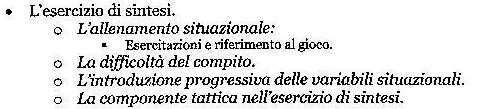 • L'esercizio di sintesi.
o L'allenamento situazionale:
▪ Esercitazioni e riferimento al gioco.
o La difficoltà del compito.
o L'introduzione progressiva delle variabili situazionali.
o La componente tattica nell'esercizio di sintesi.